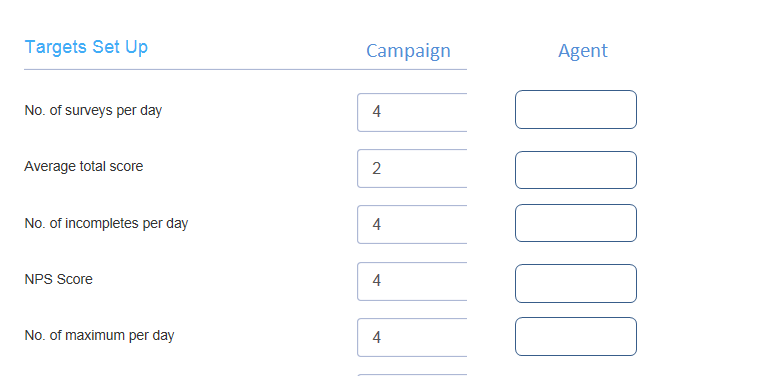 Targets Set Up Campaign Agent
No. of surveys per day 4
Average total score 2
No. of incompletes per day 4
NPS Score 4
No. of maximum per day 4